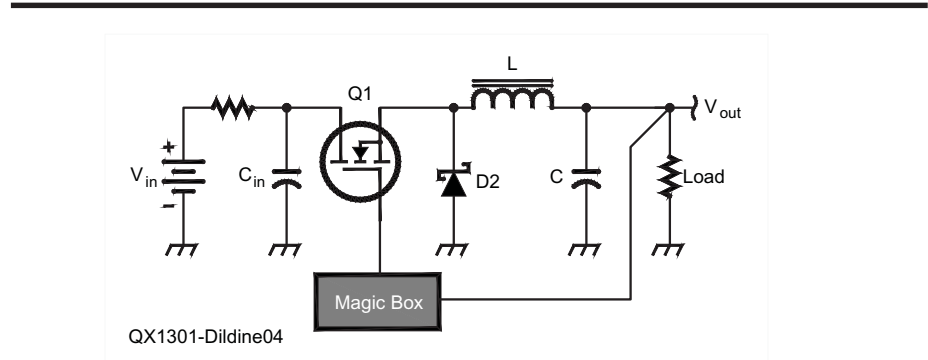 L
Q1
V out
+
V in
C in
D2
C
Load
–
Magic Box
QX1301-Dildine04